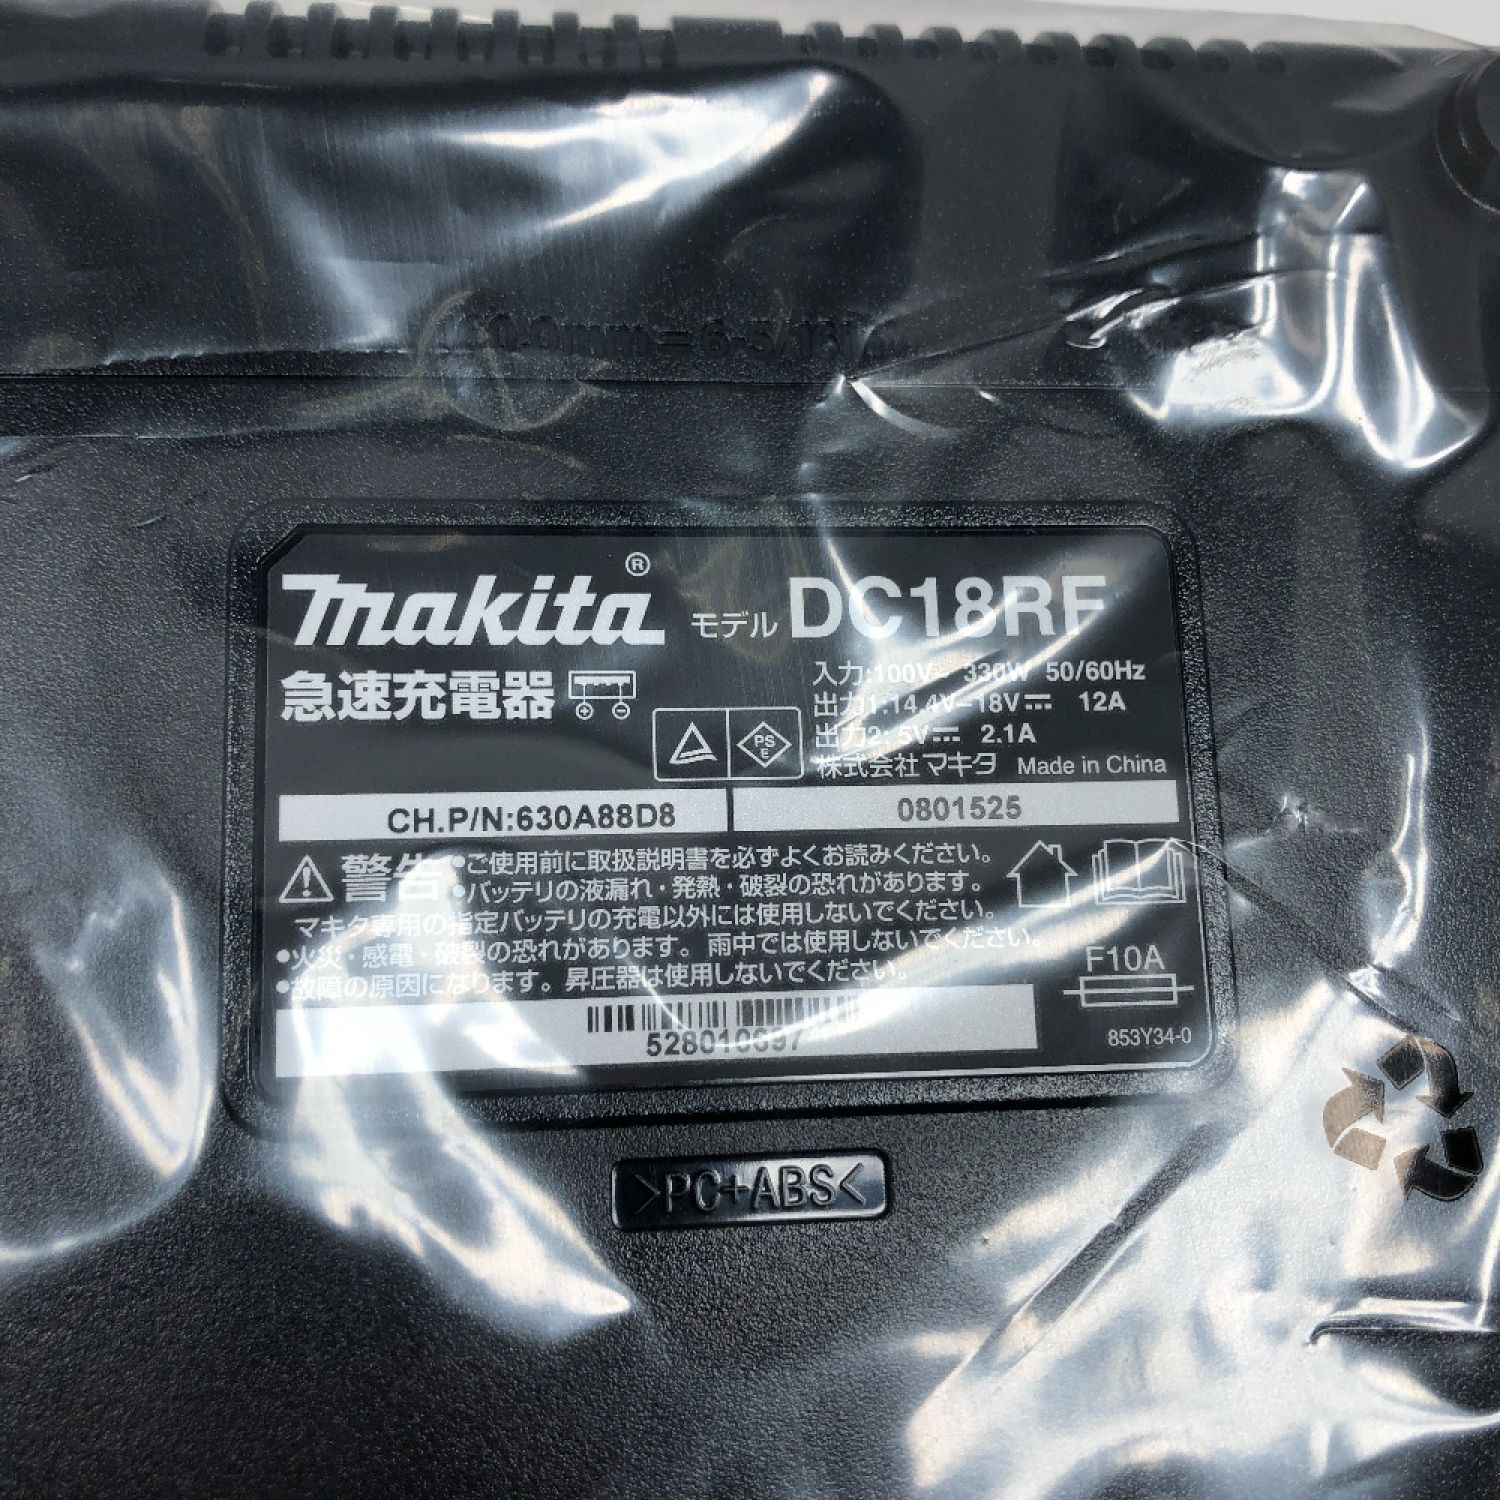 160.0mm=6-5/16in
makita® モデル DC18RF
急速充電器
入力:100V~ 330W 50/60Hz
出力1:14.4V-18V⎓ 12A
出力2: 5V⎓ 2.1A
PS
E
株式会社マキタ Made in China
CH.P/N:630A88D8
0801525
警告
•ご使用前に取扱説明書を必ずよくお読みください。
•バッテリの液漏れ・発熱・破裂の恐れがあります。
マキタ専用の指定バッテリの充電以外には使用しないでください。
•火災・感電・破裂の恐れがあります。雨中では使用しないでください。
•故障の原因になります。昇圧器は使用しないでください。
F10A
528010697
853Y34-0
>PC+ABS<